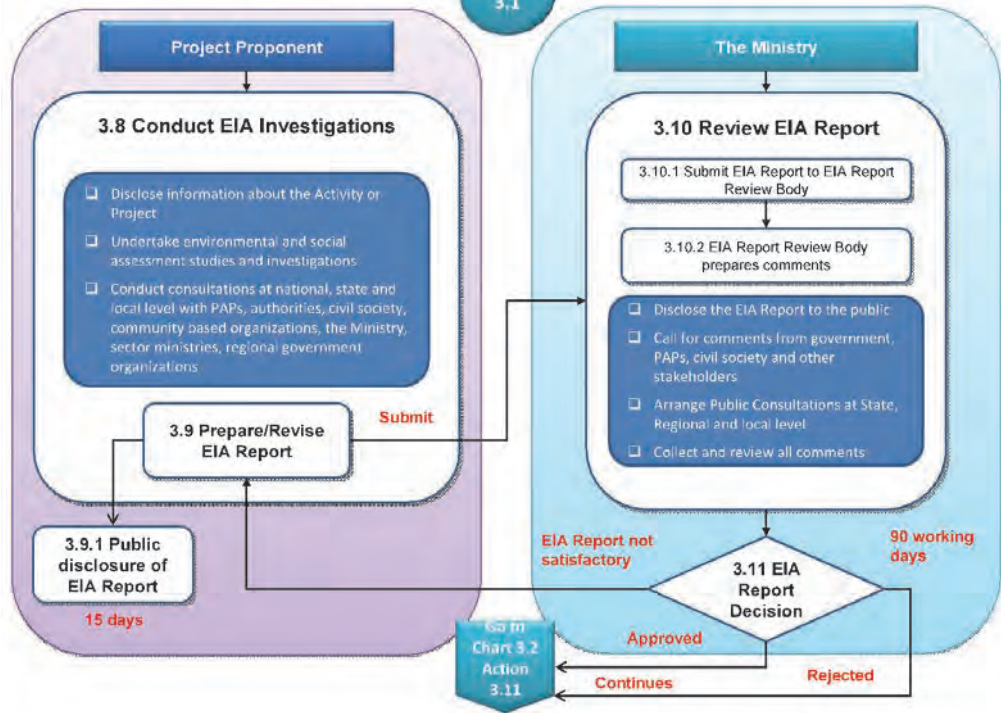 3.1
Project Proponent
3.8 Conduct EIA Investigations
❑ Disclose information about the Activity or
Project
❑ Undertake environmental and social
assessment studies and investigations
❑ Conduct consultations at national, state and
local level with PAPs, authorities, civil society,
community based organizations, the Ministry,
sector ministries, regional government
organizations
3.9 Prepare/Revise
EIA Report
Submit
3.9.1 Public
disclosure of
EIA Report
15 days
The Ministry
3.10 Review EIA Report
3.10.1 Submit EIA Report to EIA Report
Review Body
3.10.2 EIA Report Review Body
prepares comments
❑ Disclose the EIA Report to the public
❑ Call for comments from government,
PAPs, civil society and other
stakeholders
❑ Arrange Public Consultations at State,
Regional and local level
❑ Collect and review all comments
EIA Report not
satisfactory
90 working
days
3.11 EIA
Report
Decision
Approved
Rejected
Continues
Go to
Chart 3.2
Action
3.11